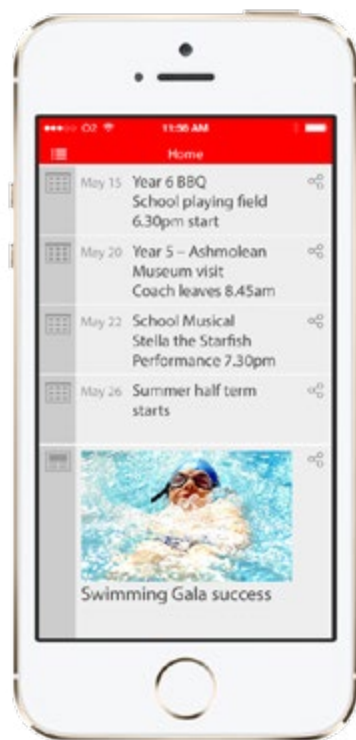 O2 11:56 AM
Home
May 15 Year 6 BBQ
School playing field
6.30pm start
May 20 Year 5 – Ashmolean
Museum visit
Coach leaves 8.45am
May 22 School Musical
Stella the Starfish
Performance 7.30pm
May 26 Summer half term
starts
Swimming Gala success